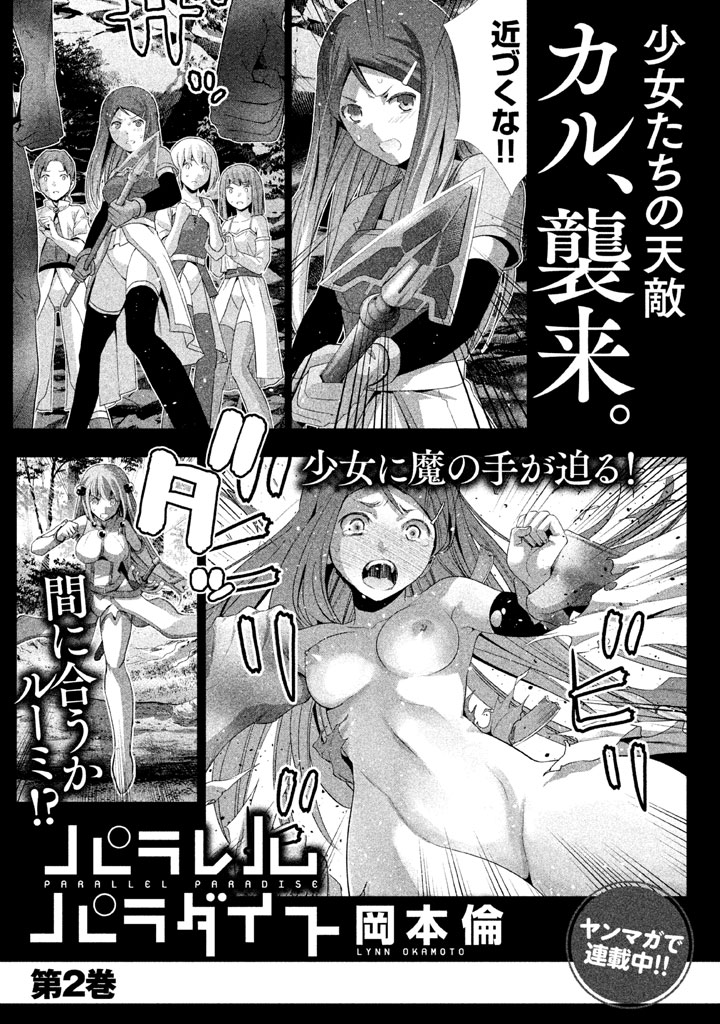 少女たちの天敵
カル、襲来。
近づくな!!
少女に魔の手が迫る!
ダッ
ビッ
間に合うか
ルーミ!?
パラレル
PARALLEL PARADISE
パラダイス
岡本倫
LYNN OKAMOTO
ヤンマガで
連載中!!
第2巻